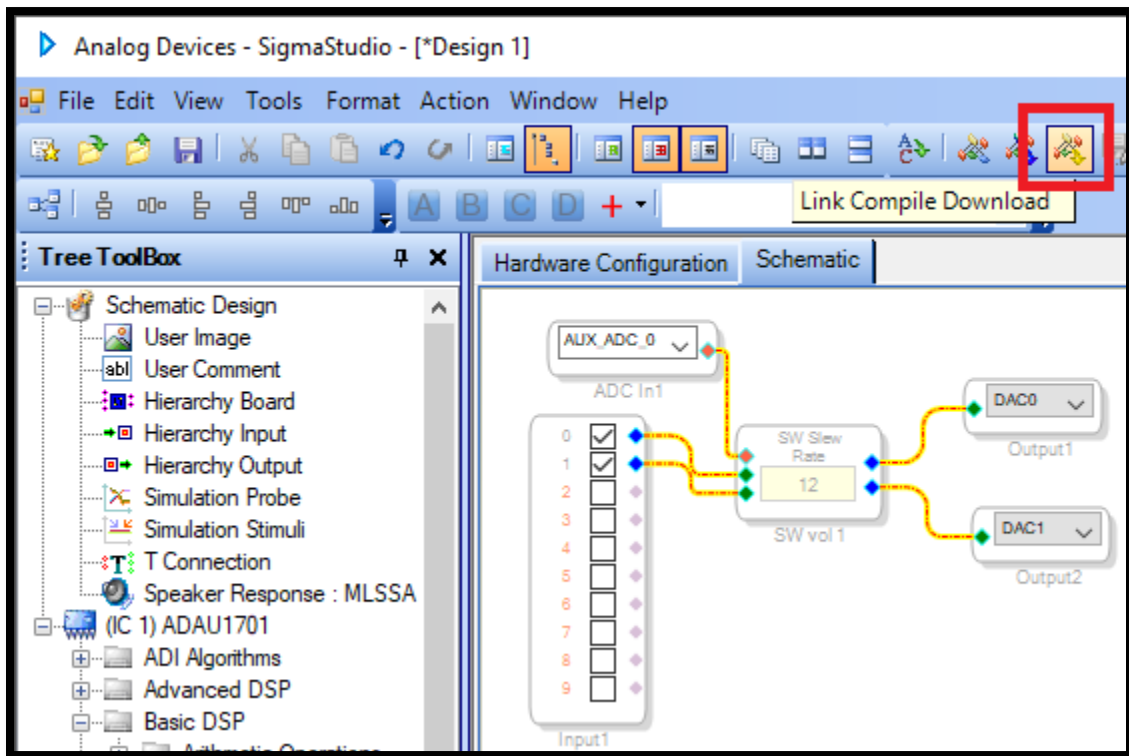 Analog Devices - SigmaStudio - [*Design 1]
File Edit View Tools Format Action Window Help
A B C D
Link Compile Download
Tree ToolBox
Schematic Design
User Image
abl User Comment
Hierarchy Board
Hierarchy Input
Hierarchy Output
Simulation Probe
Simulation Stimuli
T Connection
Speaker Response : MLSSA
(IC 1) ADAU1701
ADI Algorithms
Advanced DSP
Basic DSP
Arithmetic Operations
Hardware Configuration Schematic
AUX_ADC_0
ADC In1
0
1
2
3
4
5
6
7
8
9
Input1
SW Slew
Rate
12
SW vol 1
DAC0
Output1
DAC1
Output2